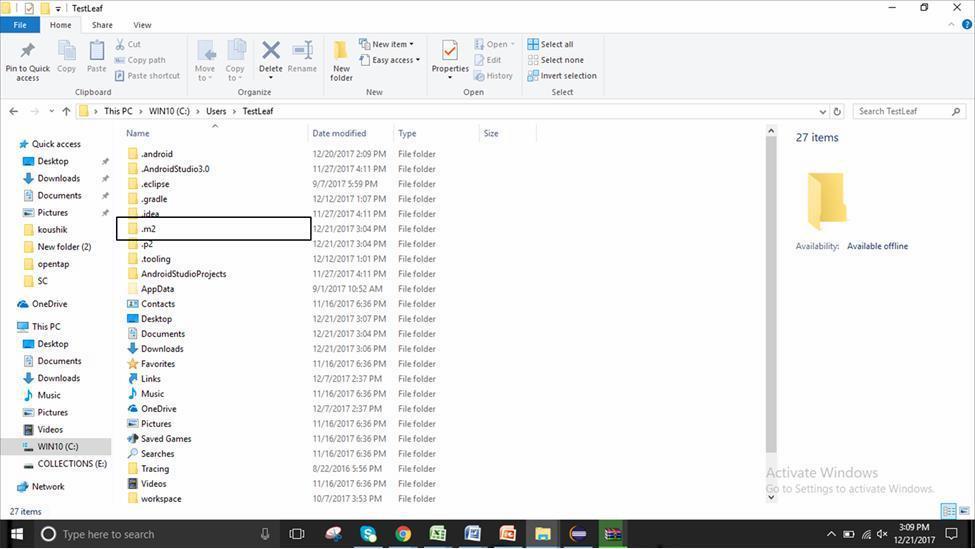 TestLeaf
File Home Share View
Pin to Quick access
Copy
Paste
Cut
Copy path
Paste shortcut
Clipboard
Move to
Copy to
Delete
Rename
Organize
New folder
New item
Easy access
New
Properties
Open
Edit
History
Open
Select all
Select none
Invert selection
Select
This PC > WIN10 (C:) > Users > TestLeaf
Search TestLeaf
Quick access
Desktop
Downloads
Documents
Pictures
koushik
New folder (2)
opentap
SC
OneDrive
This PC
Desktop
Documents
Downloads
Music
Pictures
Videos
WIN10 (C:)
COLLECTIONS (E:)
Network
Name Date modified Type Size
.android 12/20/2017 2:09 PM File folder
.AndroidStudio3.0 11/27/2017 4:11 PM File folder
.eclipse 9/7/2017 5:59 PM File folder
.gradle 12/12/2017 1:07 PM File folder
.idea 11/27/2017 4:11 PM File folder
.m2 12/21/2017 3:04 PM File folder
.p2 12/21/2017 3:04 PM File folder
.tooling 12/12/2017 1:01 PM File folder
AndroidStudioProjects 11/27/2017 4:11 PM File folder
AppData 9/1/2017 10:52 AM File folder
Contacts 11/16/2017 6:36 PM File folder
Desktop 12/21/2017 3:07 PM File folder
Documents 12/21/2017 3:04 PM File folder
Downloads 12/21/2017 3:06 PM File folder
Favorites 11/16/2017 6:36 PM File folder
Links 12/7/2017 2:37 PM File folder
Music 11/16/2017 6:36 PM File folder
OneDrive 12/7/2017 2:37 PM File folder
Pictures 11/16/2017 6:36 PM File folder
Saved Games 11/16/2017 6:36 PM File folder
Searches 11/16/2017 6:36 PM File folder
Tracing 8/22/2016 5:56 PM File folder
Videos 11/16/2017 6:36 PM File folder
workspace 10/7/2017 3:53 PM File folder
27 items
Availability: Available offline
Activate Windows
Go to Settings to activate Windows.
27 items
Type here to search
3:09 PM
12/21/2017